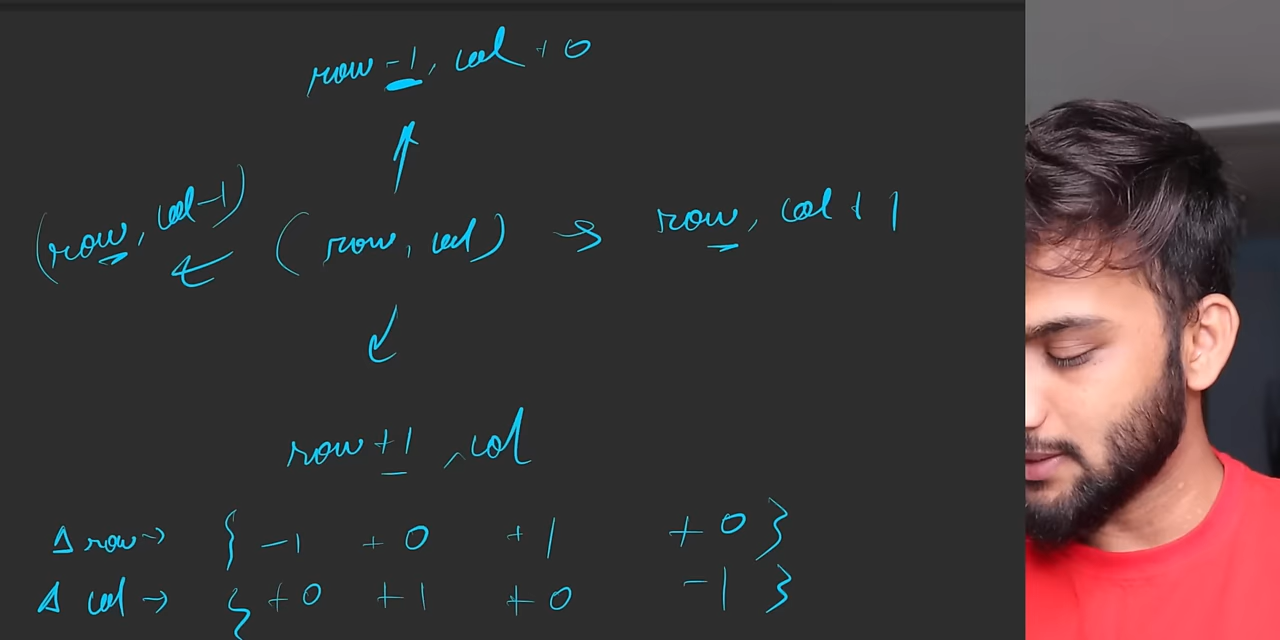 row -1, col + 0
(row, col-1) ← (row, col) → row, col + 1
row +1, col
Δ row → { -1 + 0 + 1 + 0 }
Δ col → { +0 +1 +0 -1 }